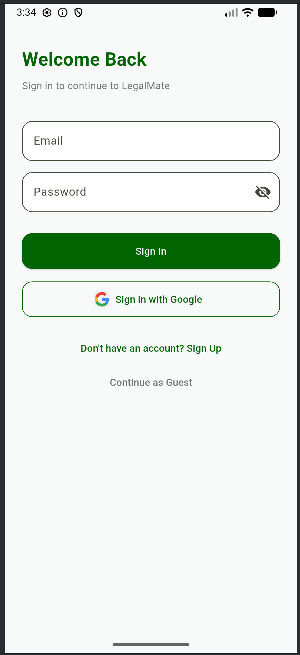 3:34
Welcome Back
Sign in to continue to LegalMate
Email
Password
Sign In
Sign in with Google
Don't have an account? Sign Up
Continue as Guest